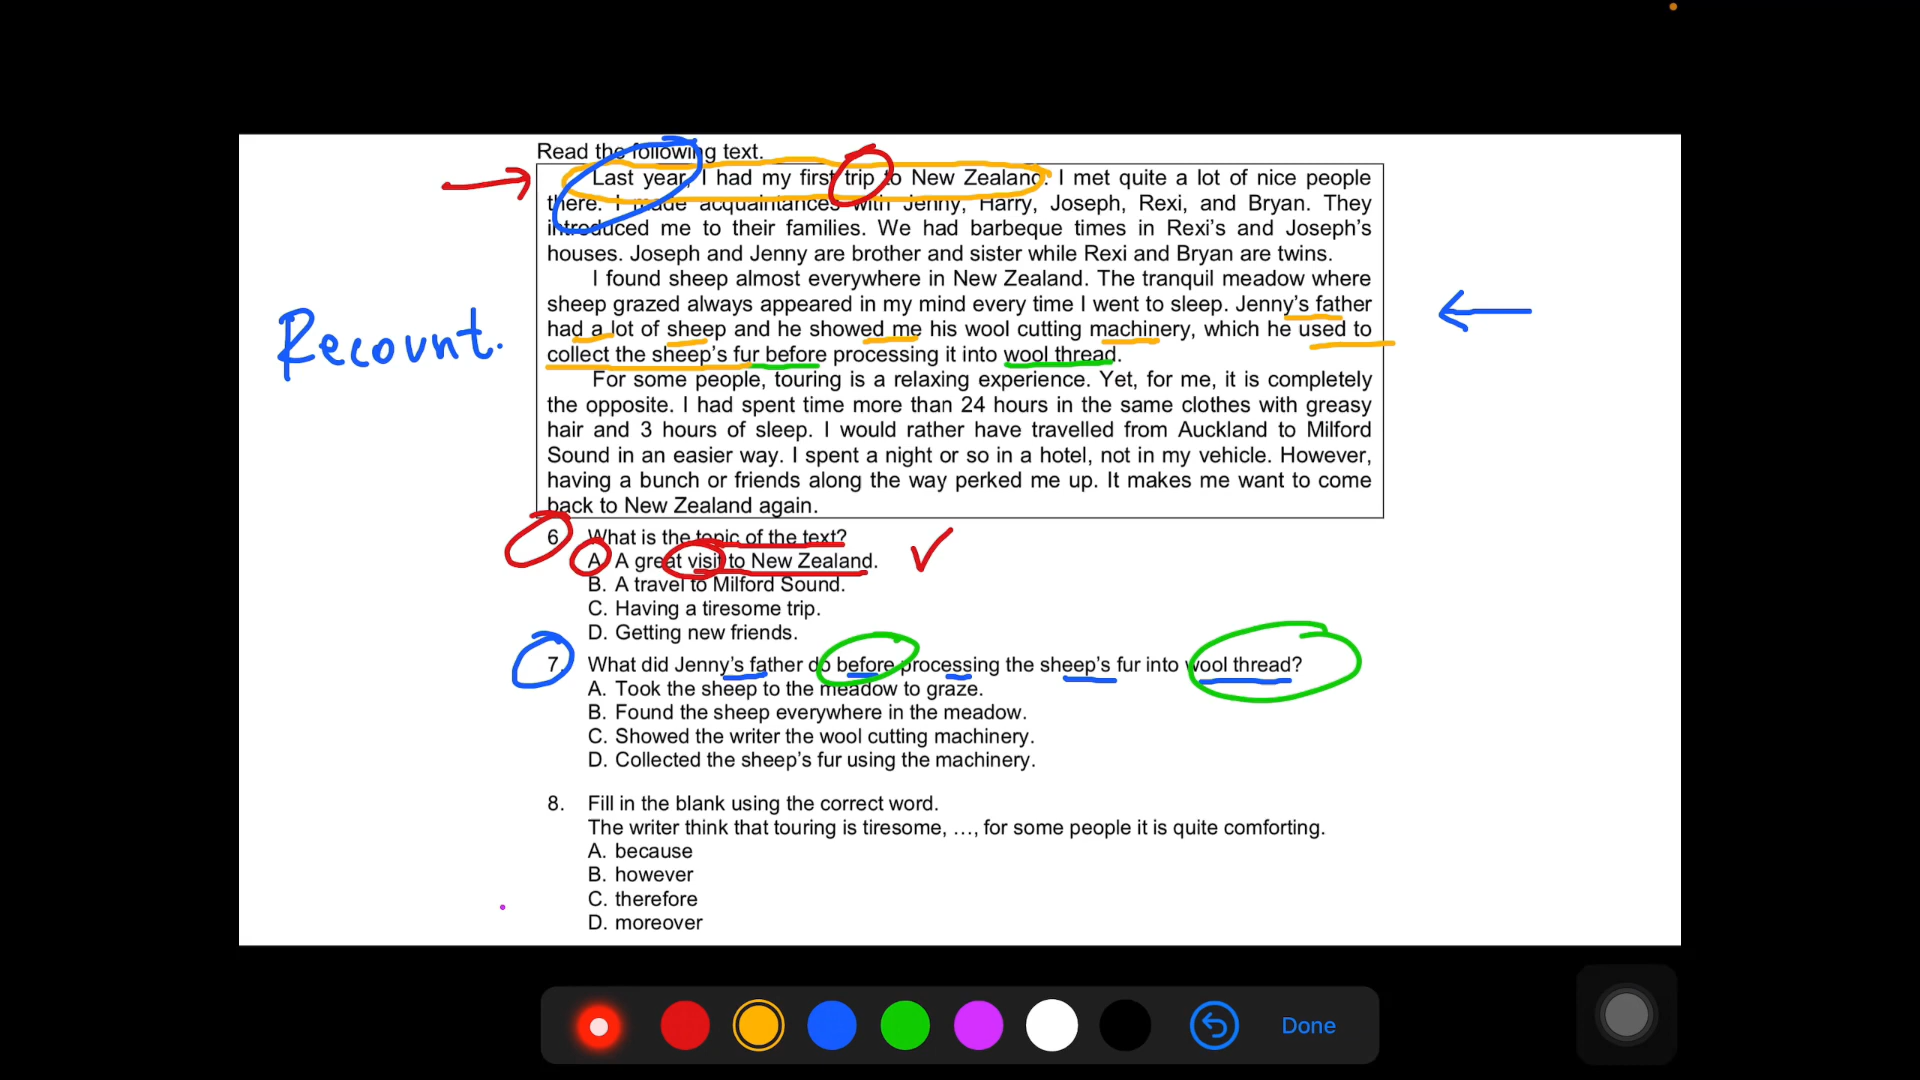 Read the following text.
Last year, I had my first trip to New Zealand. I met quite a lot of nice people
there. I made acquaintances with Jenny, Harry, Joseph, Rexi, and Bryan. They
introduced me to their families. We had barbeque times in Rexi's and Joseph's
houses. Joseph and Jenny are brother and sister while Rexi and Bryan are twins.
I found sheep almost everywhere in New Zealand. The tranquil meadow where
sheep grazed always appeared in my mind every time I went to sleep. Jenny's father
had a lot of sheep and he showed me his wool cutting machinery, which he used to
collect the sheep's fur before processing it into wool thread.
For some people, touring is a relaxing experience. Yet, for me, it is completely
the opposite. I had spent time more than 24 hours in the same clothes with greasy
hair and 3 hours of sleep. I would rather have travelled from Auckland to Milford
Sound in an easier way. I spent a night or so in a hotel, not in my vehicle. However,
having a bunch or friends along the way perked me up. It makes me want to come
back to New Zealand again.
Recount.
6. What is the topic of the text?
A. A great visit to New Zealand.
B. A travel to Milford Sound.
C. Having a tiresome trip.
D. Getting new friends.
7. What did Jenny's father do before processing the sheep's fur into wool thread?
A. Took the sheep to the meadow to graze.
B. Found the sheep everywhere in the meadow.
C. Showed the writer the wool cutting machinery.
D. Collected the sheep's fur using the machinery.
8. Fill in the blank using the correct word.
The writer think that touring is tiresome, …, for some people it is quite comforting.
A. because
B. however
C. therefore
D. moreover
Done